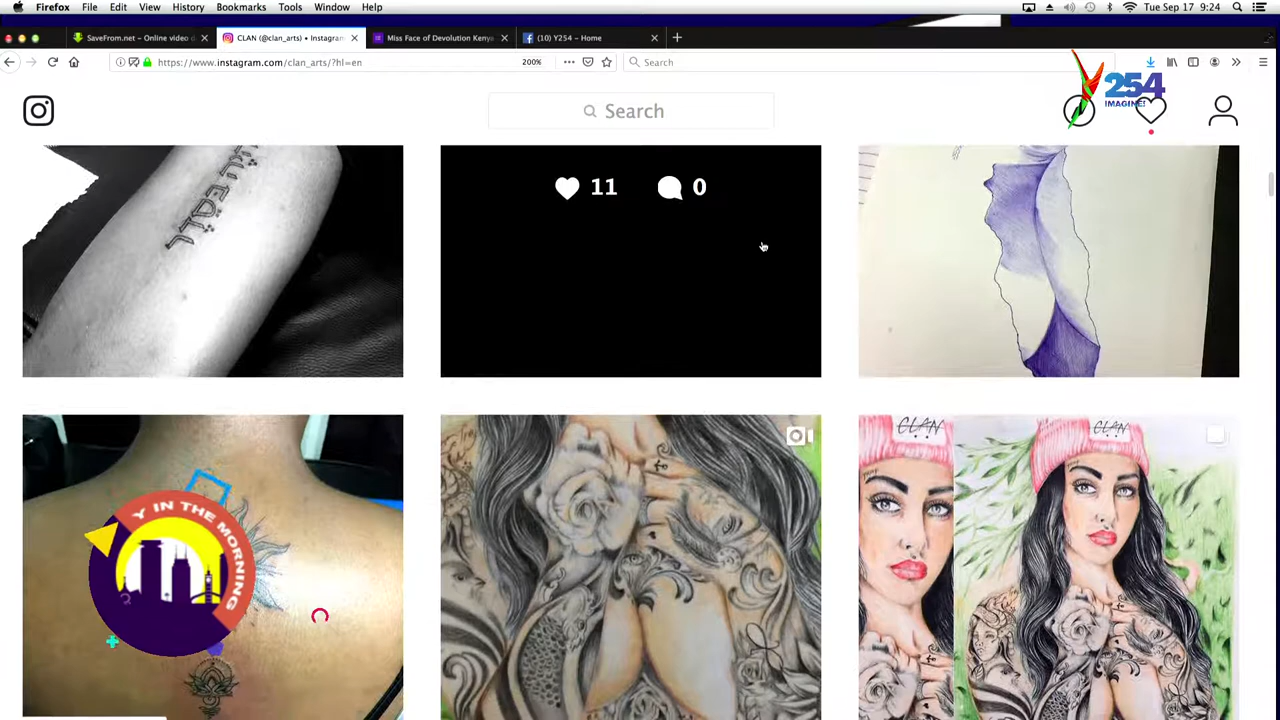 Firefox File Edit View History Bookmarks Tools Window Help Tue Sep 17 9:24
SaveFrom.net – Online video d
CLAN (@clan_arts) • Instagram
Miss Face of Devolution Kenya
(10) Y254 - Home
https://www.instagram.com/clan_arts/?hl=en
200%
Search
254
IMAGINE!
Search
11
0
CLAN
CLAN
Y IN THE MORNING